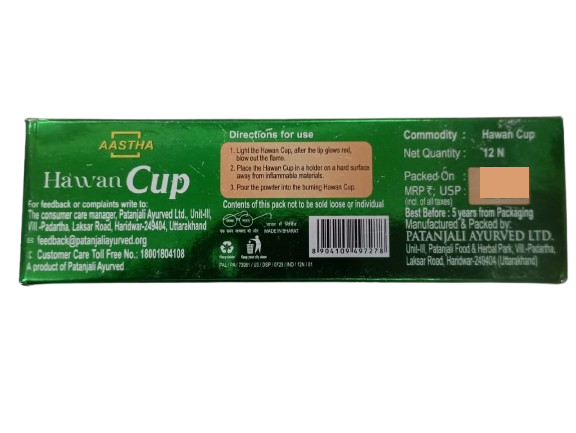 AASTHA
Hawan Cup
For feedback or complaints write to:
The consumer care manager, Patanjali Ayurved Ltd., Unit-III,
VIII.-Padartha, Laksar Road, Haridwar-249404, Uttarakhand
feedback@patanjaliayurved.org
Customer Care Toll Free No.: 18001804108
A product of Patanjali Ayurved
Directions for use
1. Light the Hawan Cup, after the tip glows red,
blow out the flame.
2. Place the Hawan Cup in a holder on a hard surface
away from inflammable materials.
3. Pour the powder into the burning Hawan Cup.
Contents of this pack not to be sold loose or individual
MADE IN BHARAT
8 904109 497278
Commodity : Hawan Cup
Net Quantity : 12 N
Packed On :
MRP ₹; USP :
(incl. of all taxes)
Best Before : 5 years from Packaging
Manufactured & Packed by:
PATANJALI AYURVED LTD.
Unit-III, Patanjali Food & Herbal Park, Vill.-Padartha,
Laksar Road, Haridwar-249404 (Uttarakhand)